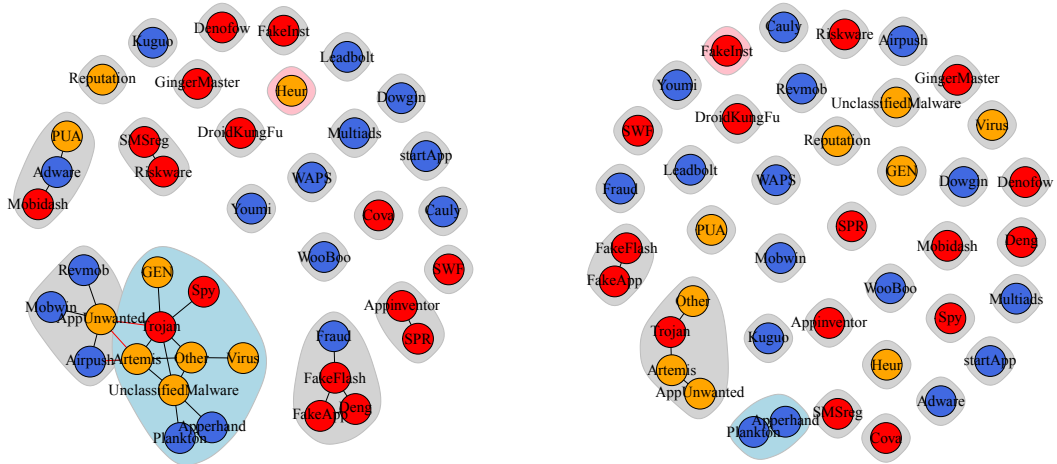 Denofow
FakeInst
Kuguo
Leadbolt
Reputation
GingerMaster
Heur
Dowgin
PUA
SMSreg
DroidKungFu
Multiads
startApp
Adware
Riskware
WAPS
Mobidash
Youmi
Cova
Cauly
WooBoo
SWF
Revmob
GEN
Spy
Mobwin
AppUnwanted
Trojan
Appinventor
SPR
Fraud
Airpush
Artemis
Other
Virus
UnclassifiedMalware
FakeFlash
FakeApp
Deng
Apperhand
Plankton
Cauly
Riskware
Airpush
FakeInst
Youmi
Revmob
GingerMaster
UnclassifiedMalware
SWF
DroidKungFu
Virus
Reputation
Leadbolt
WAPS
GEN
Dowgin
Denofow
Fraud
PUA
SPR
FakeFlash
Mobidash
Deng
Mobwin
FakeApp
WooBoo
Multiads
Other
Trojan
Kuguo
Appinventor
Spy
startApp
Artemis
AppUnwanted
Heur
Adware
Apperhand
Plankton
SMSreg
Cova